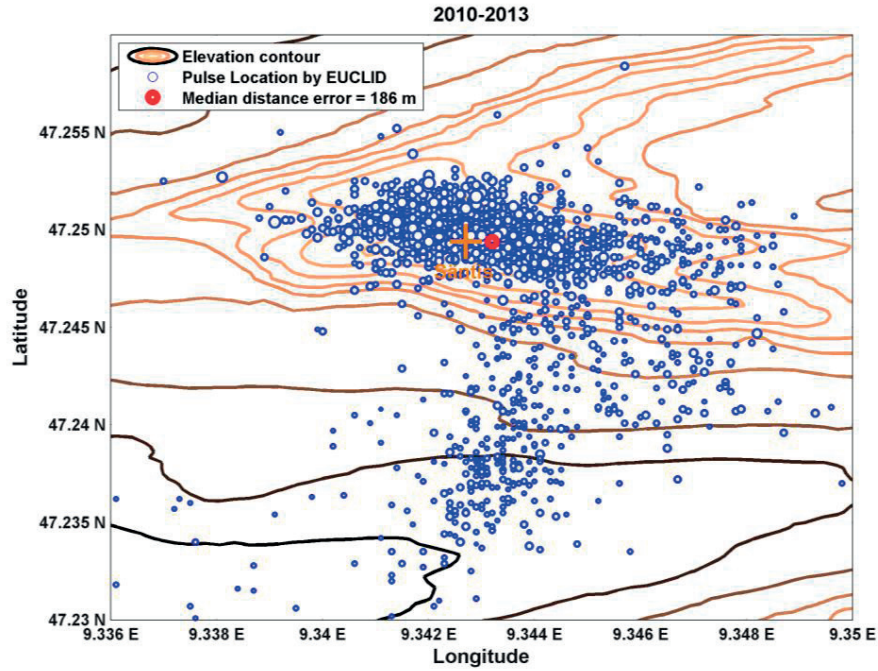 2010-2013
Elevation contour
Pulse Location by EUCLID
Median distance error = 186 m
47.255 N
47.25 N
47.245 N
47.24 N
47.235 N
47.23 N
Latitude
Säntis
9.336 E
9.338 E
9.34 E
9.342 E
9.344 E
9.346 E
9.348 E
9.35 E
Longitude